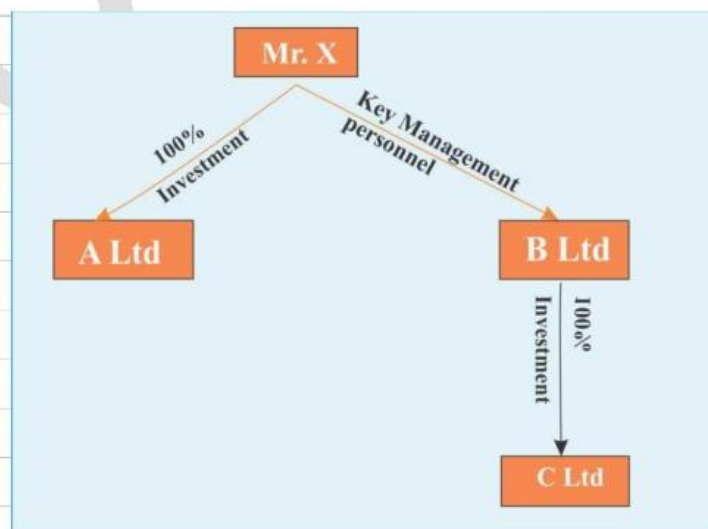 Mr. X
100%
Investment
Key Management
personnel
A Ltd
B Ltd
100%
Investment
C Ltd